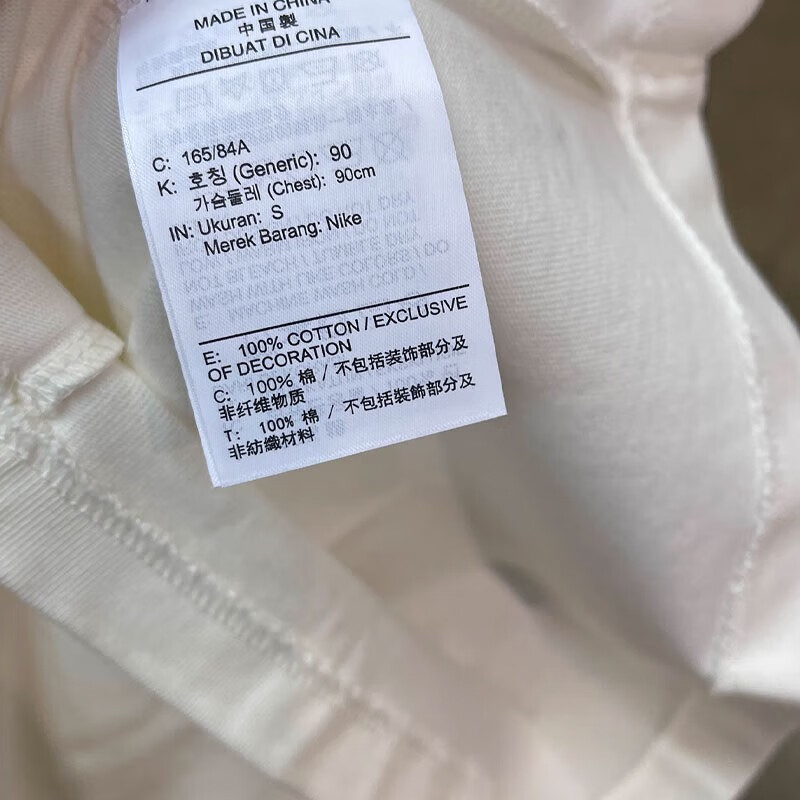 MADE IN CHINA
中国製
DIBUAT DI CINA
C: 165/84A
K: 호칭 (Generic): 90
가슴둘레 (Chest): 90cm
IN: Ukuran: S
Merek Barang: Nike
E: 100% COTTON / EXCLUSIVE
OF DECORATION
C: 100% 棉 / 不包括装饰部分及
非纤维物质
T: 100% 棉 / 不包括裝飾部分及
非紡織材料